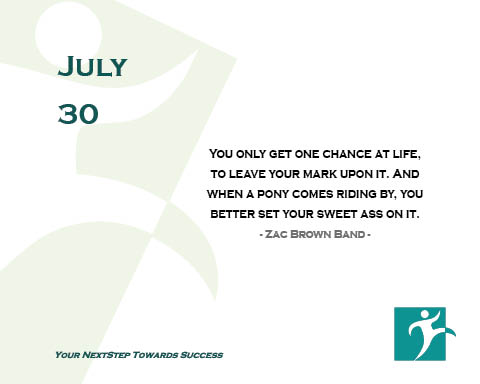 July
30
You only get one chance at life,
to leave your mark upon it. And
when a pony comes riding by, you
better set your sweet ass on it.
- Zac Brown Band -
Your NextStep Towards Success